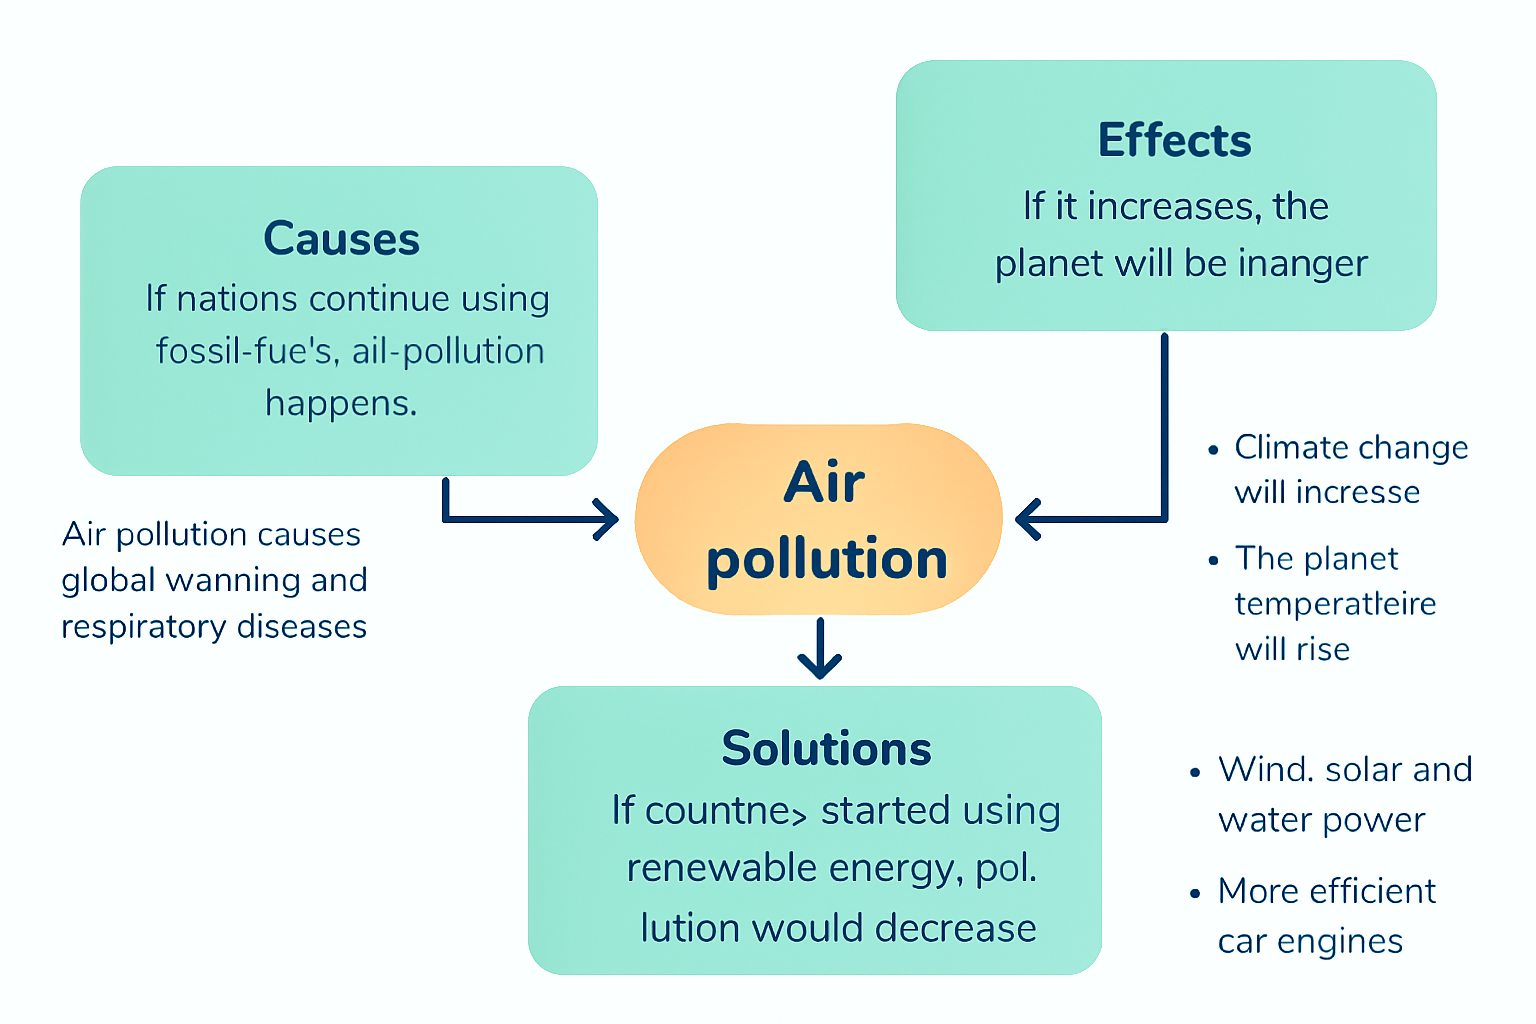 Effects
If it increases, the
planet will be inanger
Causes
If nations continue using
fossil-fue's, ail-pollution
happens.
Air
pollution
Climate change
will incresse
The planet
will rise
Air pollution causes
global wanning and
respiratory diseases
Solutions
If countne> started using
renewable energy, pol.
lution would decrease
Wind. solar and
water power
More efficient
car engines